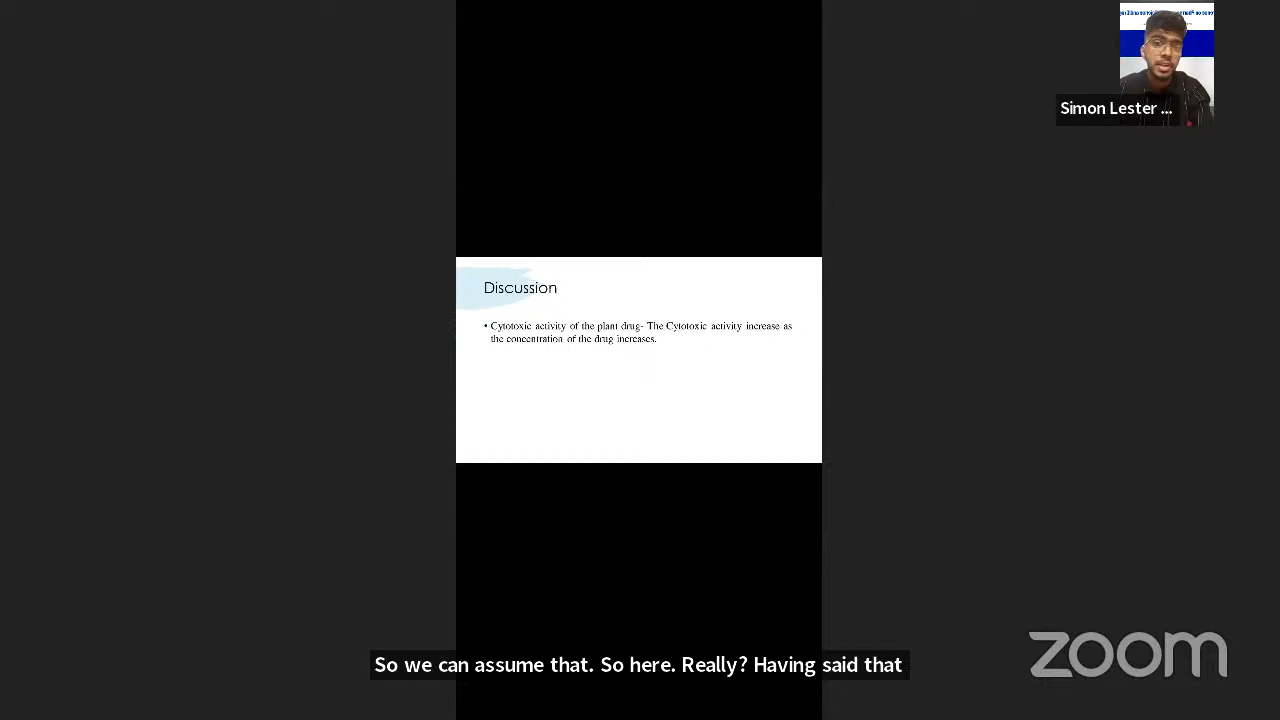 Simon Lester ...
Discussion
• Cytotoxic activity of the plant drug- The Cytotoxic activity increase as
the concentration of the drug increases.
So we can assume that. So here. Really? Having said that
zoom